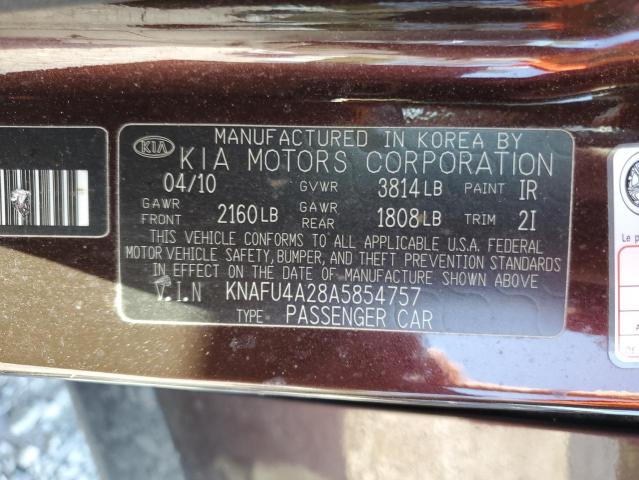 MANUFACTURED IN KOREA BY
KIA KIA MOTORS CORPORATION
04/10 GVWR 3814LB PAINT IR
GAWR FRONT 2160LB GAWR REAR 1808LB TRIM 2I
THIS VEHICLE CONFORMS TO ALL APPLICABLE U.S.A. FEDERAL
MOTOR VEHICLE SAFETY, BUMPER, AND THEFT PREVENTION STANDARDS
IN EFFECT ON THE DATE OF MANUFACTURE SHOWN ABOVE
V.I.N KNAFU4A28A5854757
TYPE PASSENGER CAR
Le p